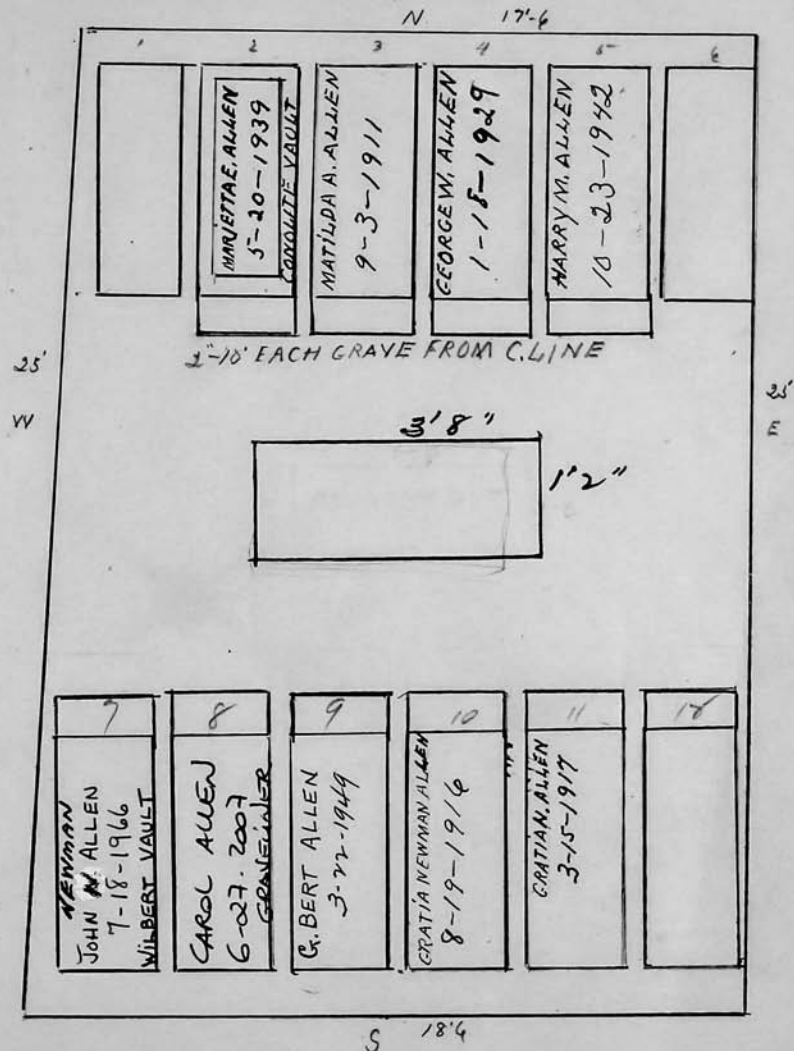 N 17'-6
1 2 3 4 5 6
MARJETTA E. ALLEN
5-20-1939
CONDUITE VAULT
MATILDA A. ALLEN
9-3-1911
GEORGE W. ALLEN
1-18-1929
HARRY M. ALLEN
10-23-1942
2"-10' EACH GRAVE FROM C. LINE
25'
W
25'
E
3'8"
1'2"
7 8 9 10 11 12
NEWMAN
JOHN N. ALLEN
7-18-1966
WILBERT VAULT
CAROL ALLEN
6-27-2007
GRAVELINER
G. BERT ALLEN
3-22-1949
GRATIA NEWMAN ALLEN
8-19-1916
GRATIA N. ALLEN
3-15-1917
S 18'6